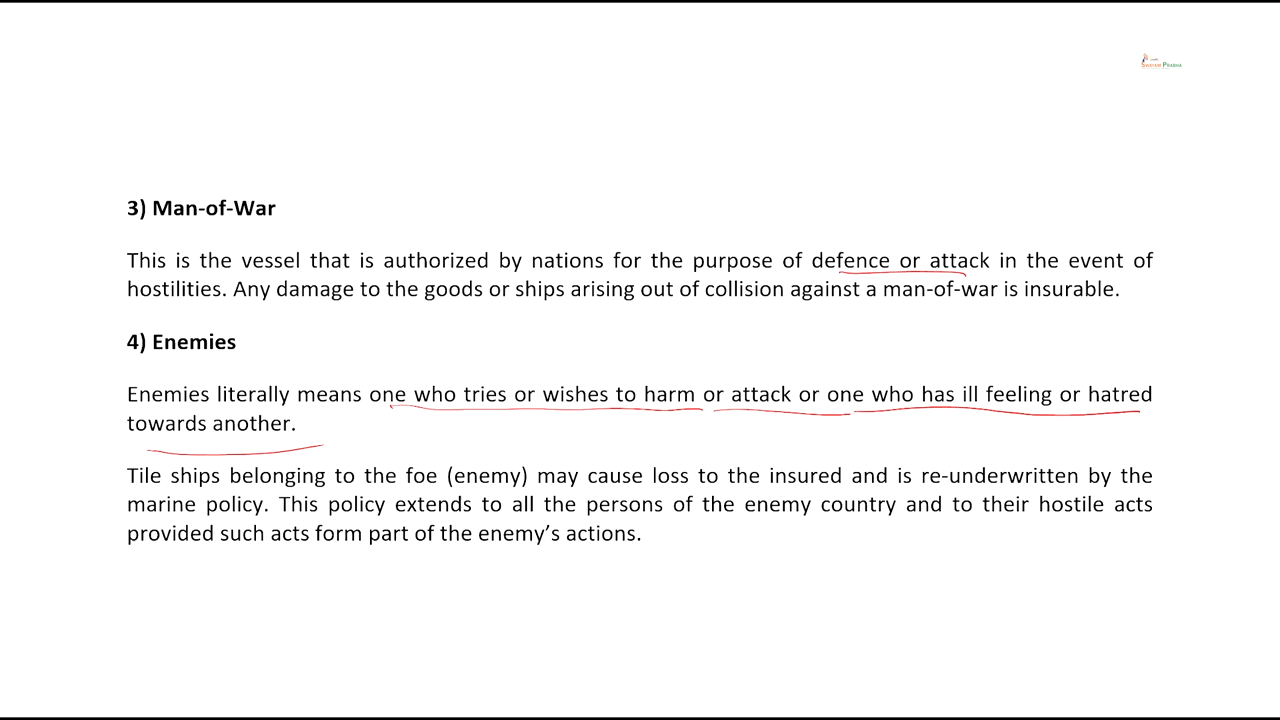 SWAYAM PRABHA
3) Man-of-War
This is the vessel that is authorized by nations for the purpose of defence or attack in the event of
hostilities. Any damage to the goods or ships arising out of collision against a man-of-war is insurable.
4) Enemies
Enemies literally means one who tries or wishes to harm or attack or one who has ill feeling or hatred
towards another.
Tile ships belonging to the foe (enemy) may cause loss to the insured and is re-underwritten by the
marine policy. This policy extends to all the persons of the enemy country and to their hostile acts
provided such acts form part of the enemy’s actions.